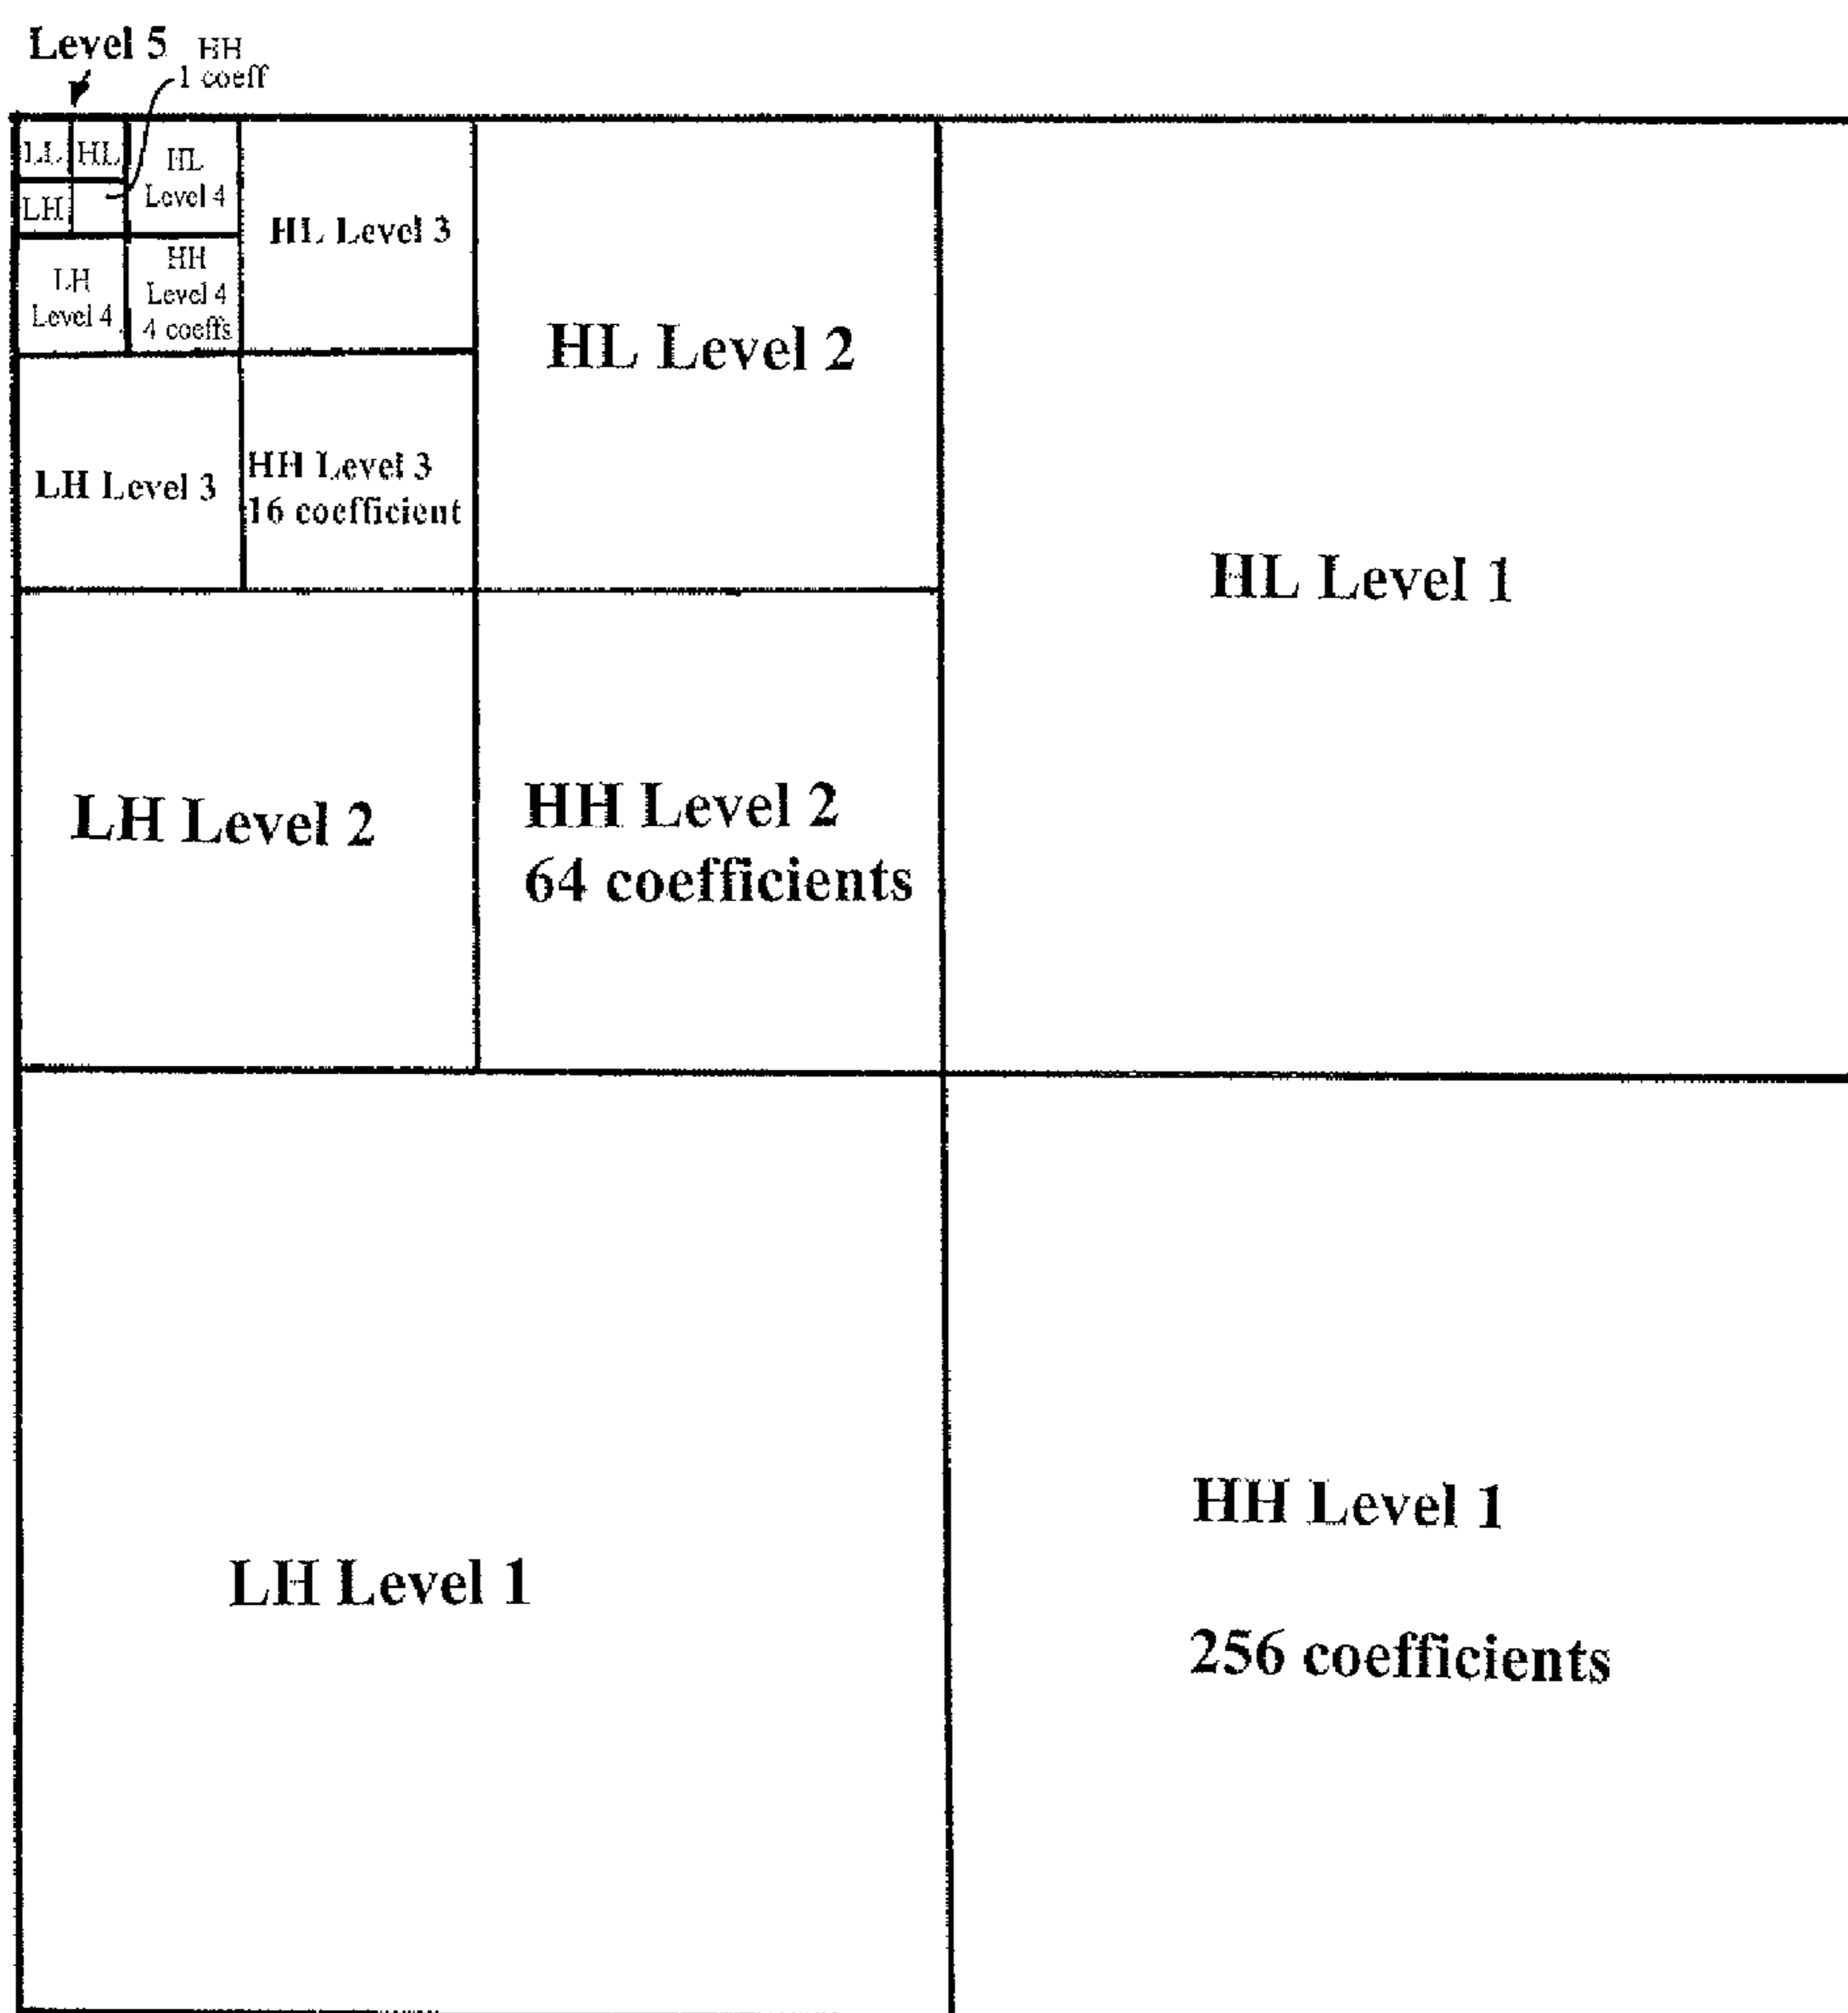 Level 5
HH
1 coeff
LL
HL
LH
HL
Level 4
LH
Level 4
HH
Level 4
4 coeffs
HL Level 3
LH Level 3
HH Level 3
16 coefficient
HL Level 2
LH Level 2
HH Level 2
64 coefficients
HL Level 1
LH Level 1
HH Level 1
256 coefficients